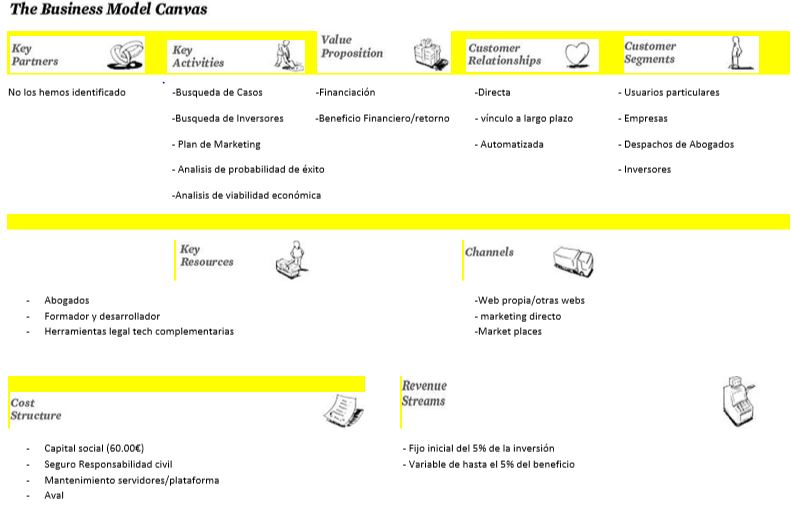 The Business Model Canvas
Key
Partners
Key
Activities
Value
Proposition
Customer
Relationships
Customer
Segments
No los hemos identificado
-Busqueda de Casos
-Busqueda de Inversores
- Plan de Marketing
- Analisis de probabilidad de éxito
-Analisis de viabilidad económica
-Financiación
-Beneficio Financiero/retorno
-Directa
- vínculo a largo plazo
- Automatizada
- Usuarios particulares
- Empresas
- Despachos de Abogados
- Inversores
Key
Resources
- Abogados
- Formador y desarrollador
- Herramientas legal tech complementarias
Channels
-Web propia/otras webs
- marketing directo
-Market places
Cost
Structure
- Capital social (60.00€)
- Seguro Responsabilidad civil
- Mantenimiento servidores/plataforma
- Aval
Revenue
Streams
- Fijo inicial del 5% de la inversión
- Variable de hasta el 5% del beneficio